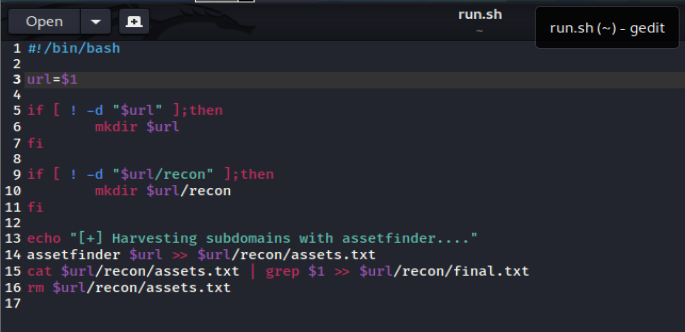 Open
run.sh
~
run.sh (~) - gedit
1 #!/bin/bash
2
3 url=$1
4
5 if [ ! -d "$url" ];then
6         mkdir $url
7 fi
8
9 if [ ! -d "$url/recon" ];then
10         mkdir $url/recon
11 fi
12
13 echo "[+] Harvesting subdomains with assetfinder...."
14 assetfinder $url >> $url/recon/assets.txt
15 cat $url/recon/assets.txt | grep $1 >> $url/recon/final.txt
16 rm $url/recon/assets.txt
17